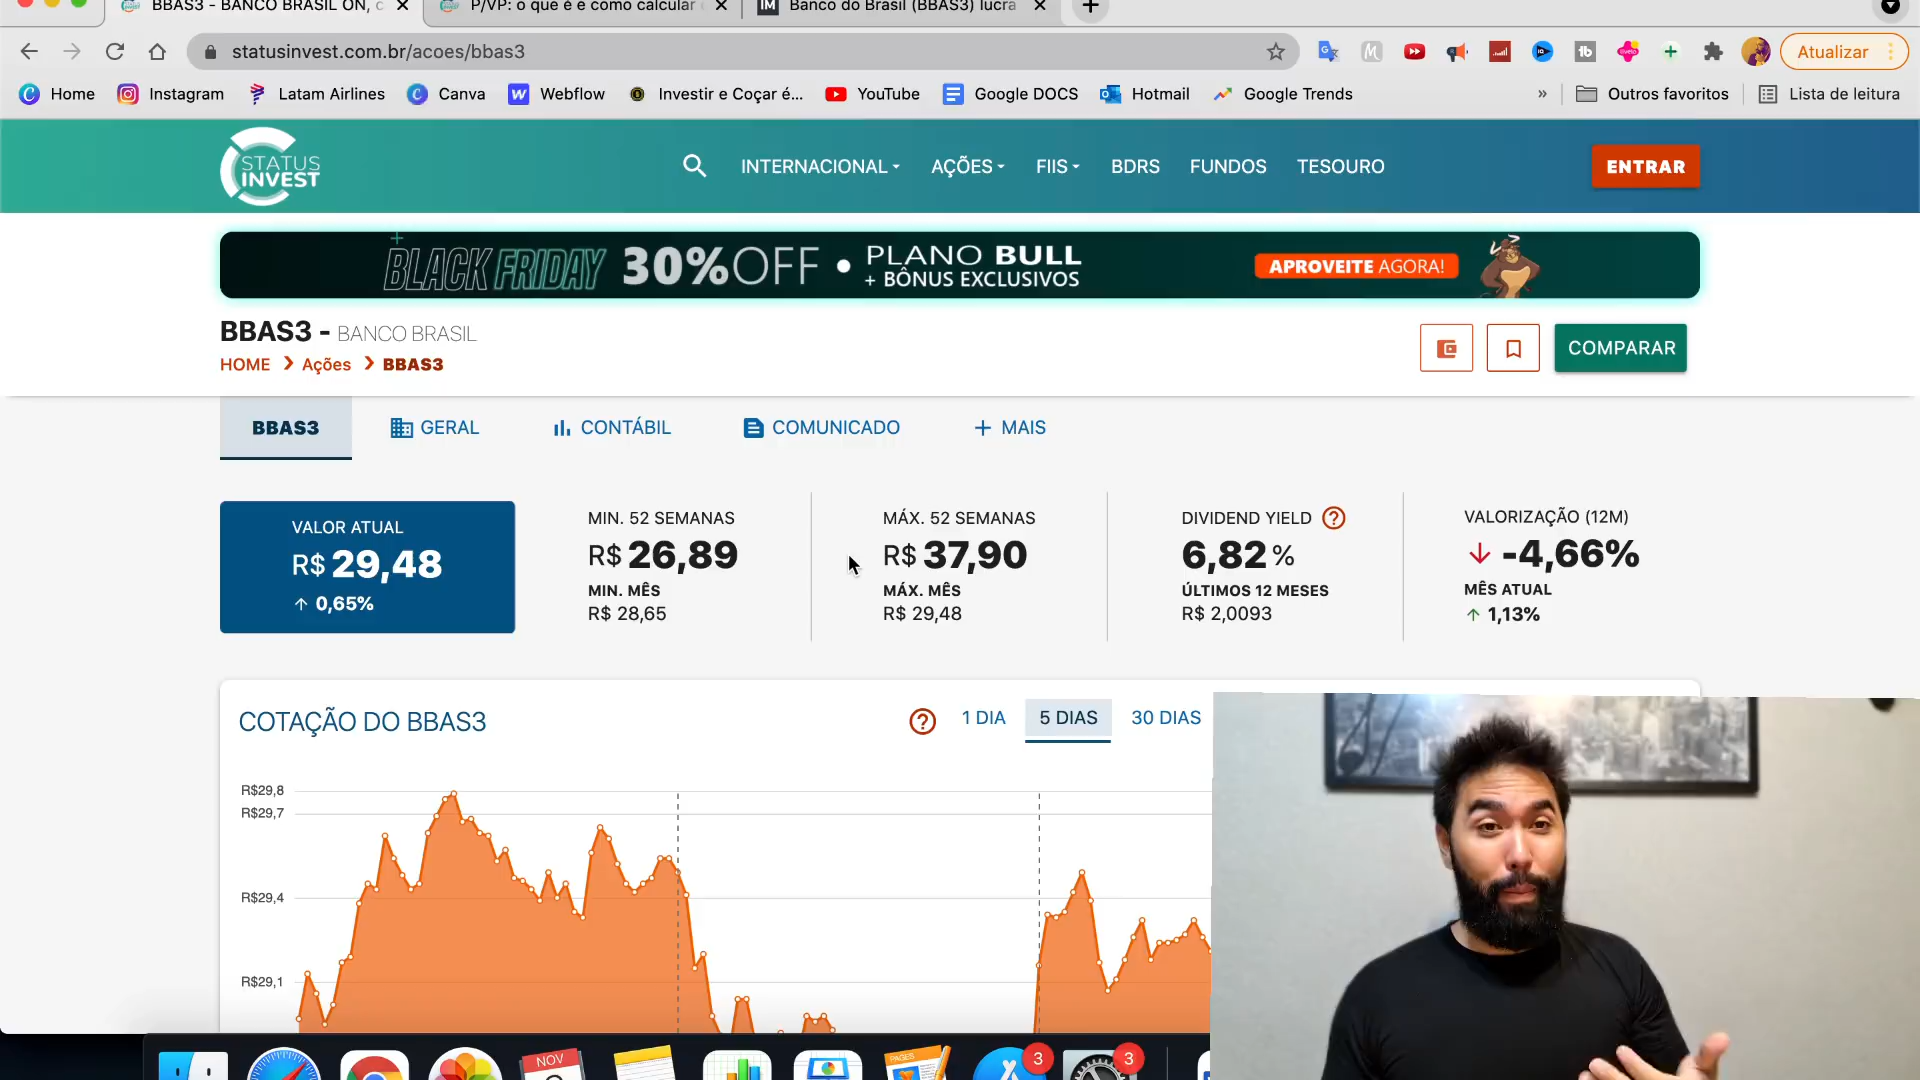 BBAS3 - BANCO BRASIL ON, c
P/VP: o que é e como calcular
Banco do Brasil (BBAS3) lucra
statusinvest.com.br/acoes/bbas3
Atualizar
Home
Instagram
Latam Airlines
Canva
Webflow
Investir e Coçar é...
YouTube
Google DOCS
Hotmail
Google Trends
»
Outros favoritos
Lista de leitura
STATUS
INVEST
INTERNACIONAL
AÇÕES
FIIS
BDRS
FUNDOS
TESOURO
ENTRAR
BLACK FRIDAY 30%OFF • PLANO BULL
+ BÔNUS EXCLUSIVOS
APROVEITE AGORA!
BBAS3 - BANCO BRASIL
HOME > Ações > BBAS3
COMPARAR
BBAS3
GERAL
CONTÁBIL
COMUNICADO
+ MAIS
VALOR ATUAL
R$ 29,48
↑ 0,65%
MIN. 52 SEMANAS
R$ 26,89
MIN. MÊS
R$ 28,65
MÁX. 52 SEMANAS
R$ 37,90
MÁX. MÊS
R$ 29,48
DIVIDEND YIELD ?
6,82 %
ÚLTIMOS 12 MESES
R$ 2,0093
VALORIZAÇÃO (12M)
↓ -4,66%
MÊS ATUAL
↑ 1,13%
COTAÇÃO DO BBAS3
?
1 DIA
5 DIAS
30 DIAS
R$29,8
R$29,7
R$29,4
R$29,1
NOV
PAGES
3
3